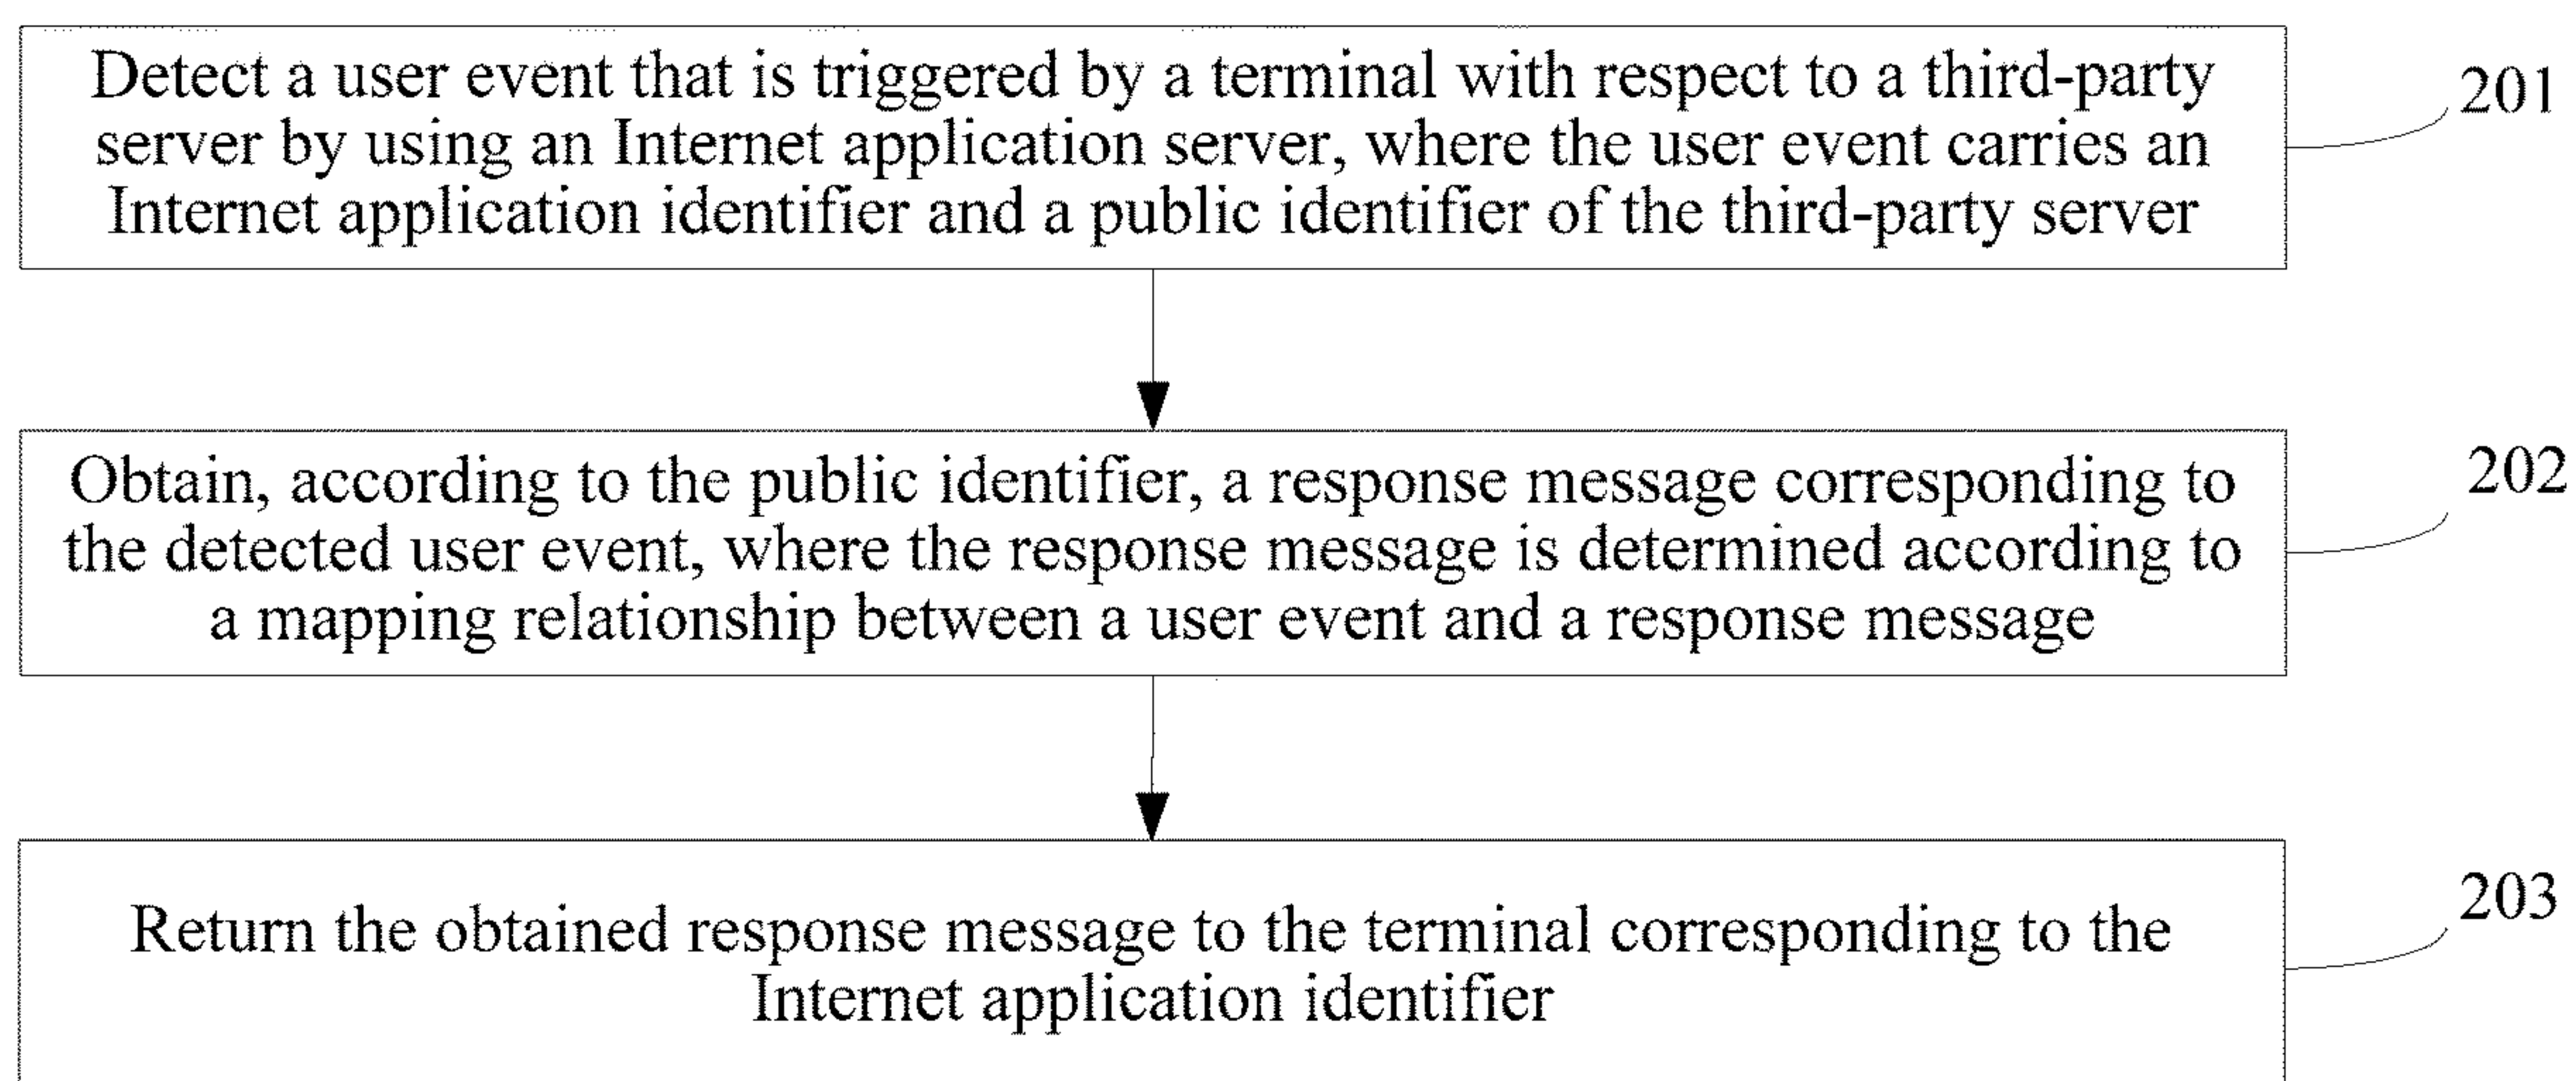 Detect a user event that is triggered by a terminal with respect to a third-party
server by using an Internet application server, where the user event carries an
Internet application identifier and a public identifier of the third-party server
201
Obtain, according to the public identifier, a response message corresponding to
the detected user event, where the response message is determined according to
a mapping relationship between a user event and a response message
202
Return the obtained response message to the terminal corresponding to the
Internet application identifier
203